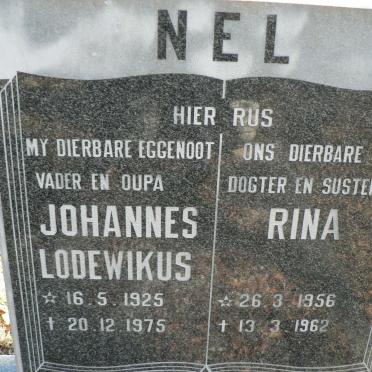 NEL
HIER RUS
MY DIERBARE EGGENOOT
VADER EN OUPA
JOHANNES
LODEWIKUS
☆ 16.5.1925
† 20.12.1975
ONS DIERBARE
DOGTER EN SUSTER
RINA
☆ 26.3.1956
† 13.3.1962